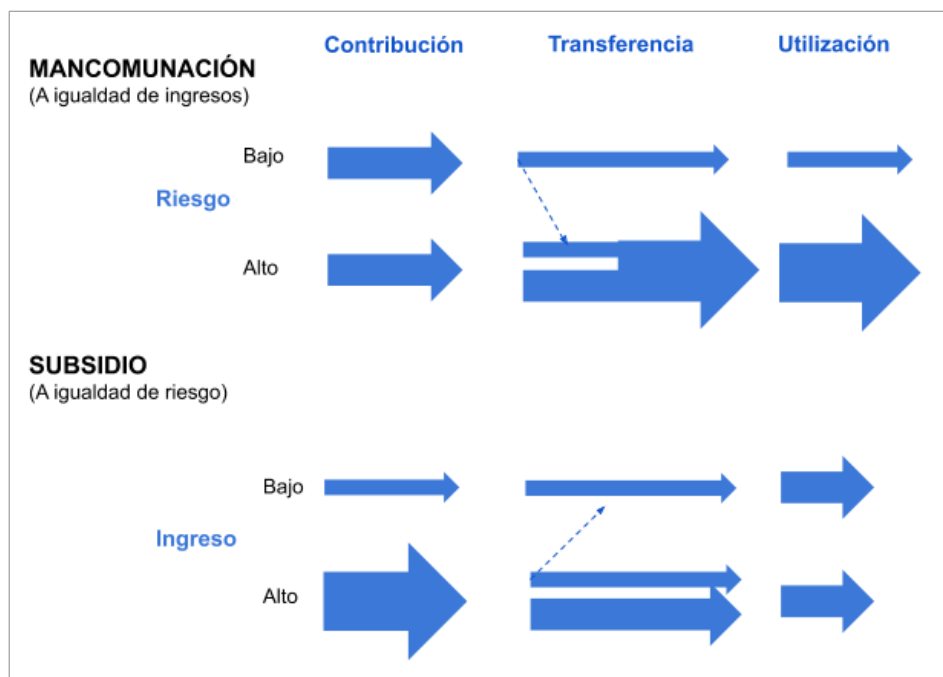 Contribución Transferencia Utilización
MANCOMUNACIÓN
(A igualdad de ingresos)
Bajo
Riesgo
Alto
SUBSIDIO
(A igualdad de riesgo)
Bajo
Ingreso
Alto